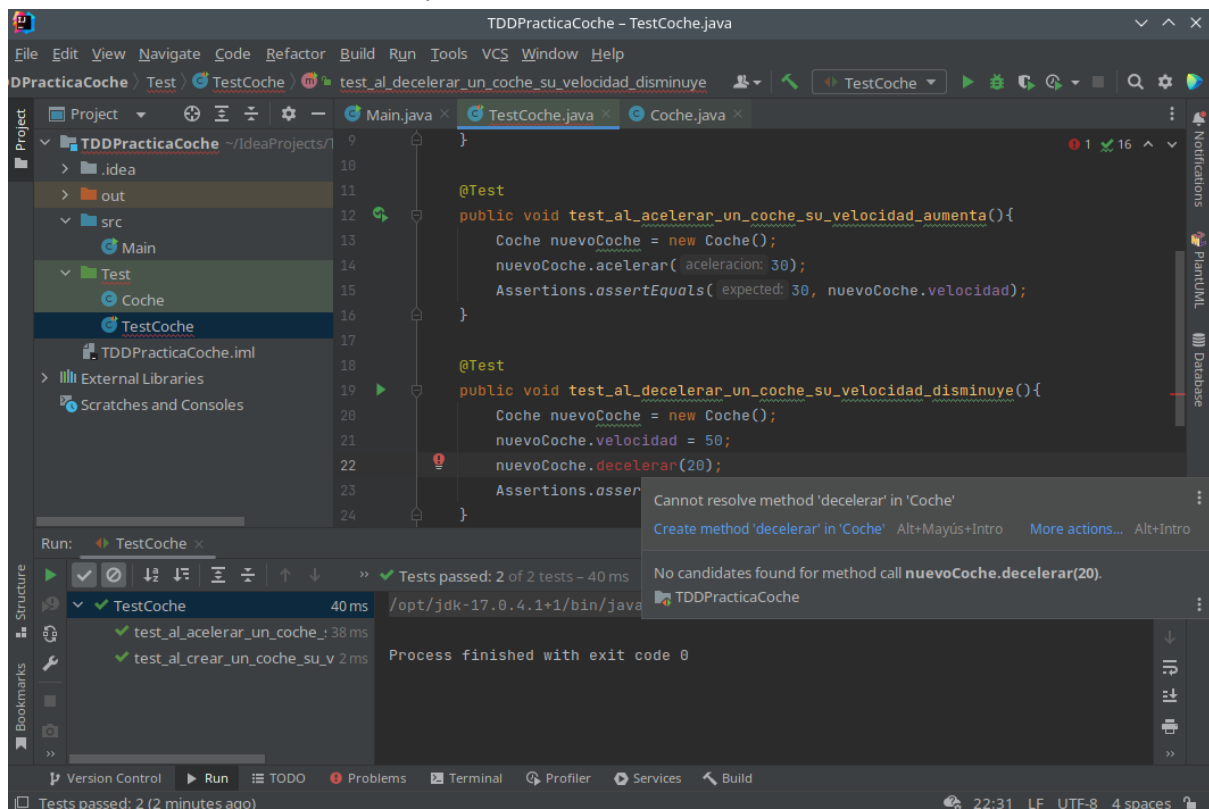 TDDPracticaCoche – TestCoche.java
File Edit View Navigate Code Refactor Build Run Tools VCS Window Help
DPracticaCoche Test TestCoche test_al_decelerar_un_coche_su_velocidad_disminuye TestCoche
Project Main.java TestCoche.java Coche.java
Project
TDDPracticaCoche ~/IdeaProjects/T
.idea
out
src
Main
Test
Coche
TestCoche
TDDPracticaCoche.iml
External Libraries
Scratches and Consoles
9 }
1 16
10
11 @Test
12 public void test_al_acelerar_un_coche_su_velocidad_aumenta(){
13 Coche nuevoCoche = new Coche();
14 nuevoCoche.acelerar( aceleracion: 30);
15 Assertions.assertEquals( expected: 30, nuevoCoche.velocidad);
16 }
17
18 @Test
19 public void test_al_decelerar_un_coche_su_velocidad_disminuye(){
20 Coche nuevoCoche = new Coche();
21 nuevoCoche.velocidad = 50;
22 nuevoCoche.decelerar(20);
23 Assertions.asser
24 }
Notifications
PlantUML
Database
Cannot resolve method 'decelerar' in 'Coche'
Create method 'decelerar' in 'Coche' Alt+Mayús+Intro More actions... Alt+Intro
No candidates found for method call nuevoCoche.decelerar(20).
TDDPracticaCoche
Run: TestCoche
Tests passed: 2 of 2 tests – 40 ms
TestCoche 40 ms
test_al_acelerar_un_coche_s 38 ms
test_al_crear_un_coche_su_v 2 ms
/opt/jdk-17.0.4.1+1/bin/java
Process finished with exit code 0
Structure
Bookmarks
Version Control Run TODO Problems Terminal Profiler Services Build
Tests passed: 2 (2 minutes ago) 22:31 LF UTF-8 4 spaces